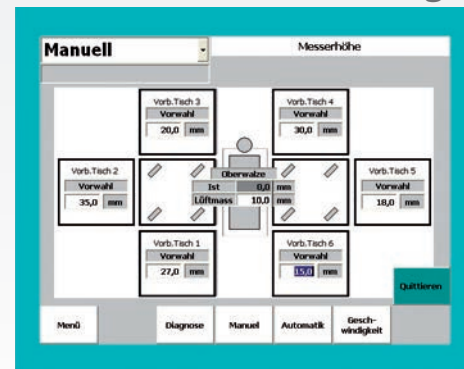 Manuell
Messerhöhe
Vorb.Tisch 3
Vorwahl
20,0 mm
Vorb.Tisch 4
Vorwahl
30,0 mm
Vorb.Tisch 2
Vorwahl
35,0 mm
Oberwalze
Ist 0,0 mm
Lüftmass 10,0 mm
Vorb.Tisch 5
Vorwahl
18,0 mm
Vorb.Tisch 1
Vorwahl
27,0 mm
Vorb.Tisch 6
Vorwahl
15,0 mm
Quittieren
Menü
Diagnose
Manuel
Automatik
Gesch-
windigkeit